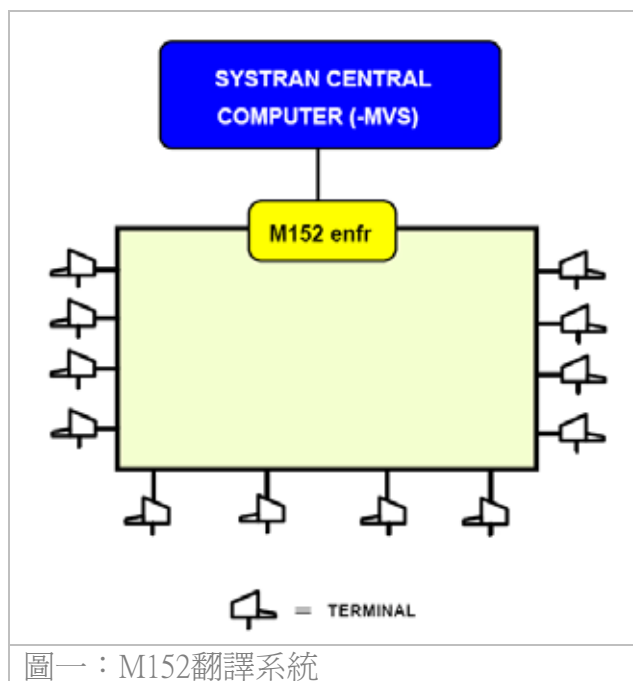 SYSTRAN CENTRAL
COMPUTER (-MVS)
M152 enfr
= TERMINAL
圖一：M152翻譯系統